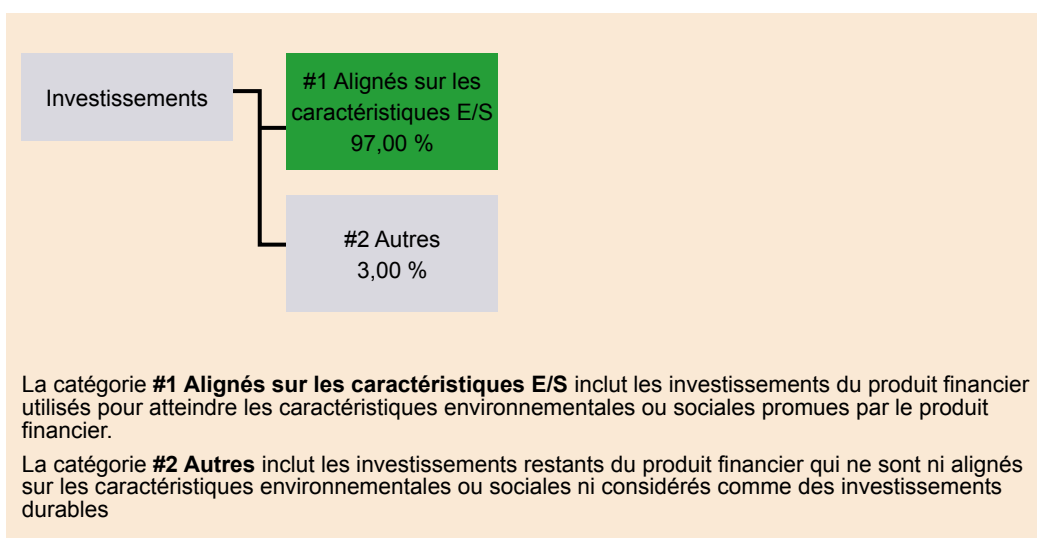 Investissements
#1 Alignés sur les
caractéristiques E/S
97,00 %
#2 Autres
3,00 %
La catégorie #1 Alignés sur les caractéristiques E/S inclut les investissements du produit financier
utilisés pour atteindre les caractéristiques environnementales ou sociales promues par le produit
financier.
La catégorie #2 Autres inclut les investissements restants du produit financier qui ne sont ni alignés
sur les caractéristiques environnementales ou sociales ni considérés comme des investissements
durables